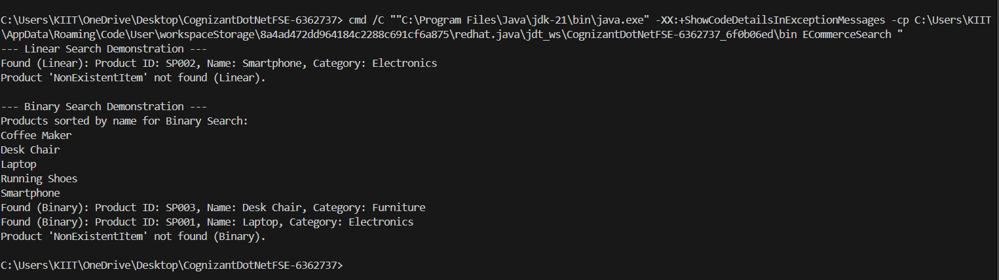 C:\Users\KIIT\OneDrive\Desktop\CognizantDotNetFSE-6362737> cmd /C ""C:\Program Files\Java\jdk-21\bin\java.exe" -XX:+ShowCodeDetailsInExceptionMessages -cp C:\Users\KIIT
\AppData\Roaming\Code\User\workspaceStorage\8a4ad472dd964184c2288c691cf6a875\redhat.java\jdt_ws\CognizantDotNetFSE-6362737_6f0b06ed\bin ECommerceSearch "
--- Linear Search Demonstration ---
Found (Linear): Product ID: SP002, Name: Smartphone, Category: Electronics
Product 'NonExistentItem' not found (Linear).
--- Binary Search Demonstration ---
Products sorted by name for Binary Search:
Coffee Maker
Desk Chair
Laptop
Running Shoes
Smartphone
Found (Binary): Product ID: SP003, Name: Desk Chair, Category: Furniture
Found (Binary): Product ID: SP001, Name: Laptop, Category: Electronics
Product 'NonExistentItem' not found (Binary).
C:\Users\KIIT\OneDrive\Desktop\CognizantDotNetFSE-6362737>